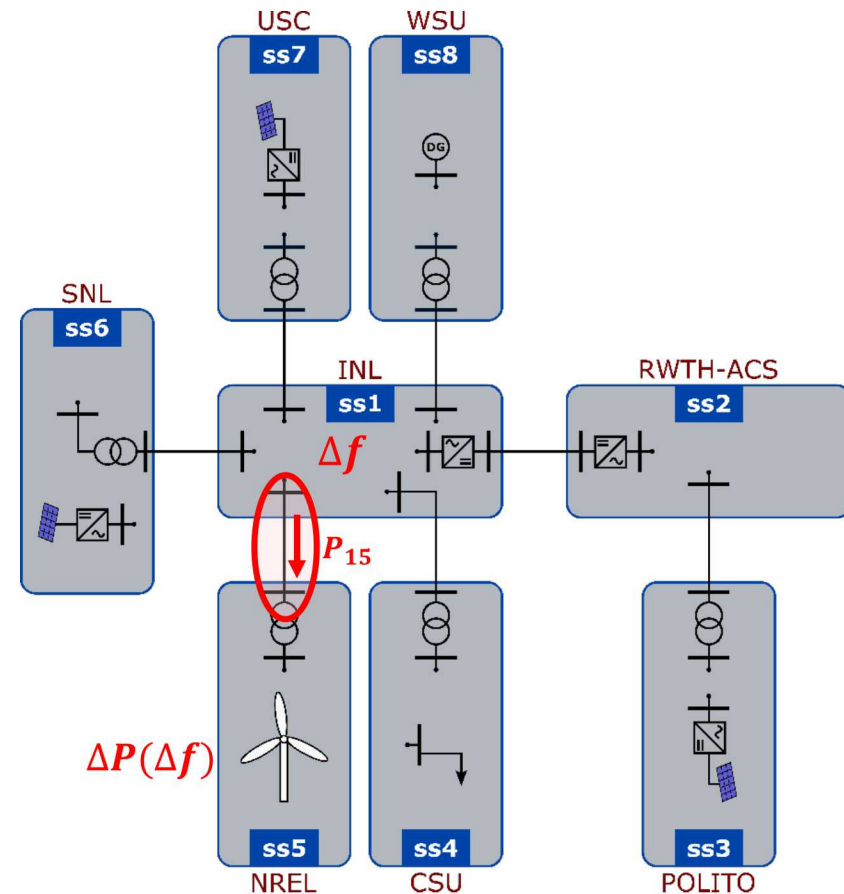 USC
ss7
WSU
ss8
DG
SNL
ss6
INL
ss1
RWTH-ACS
ss2
Δf
P15
ΔP(Δf)
ss5
NREL
ss4
CSU
ss3
POLITO